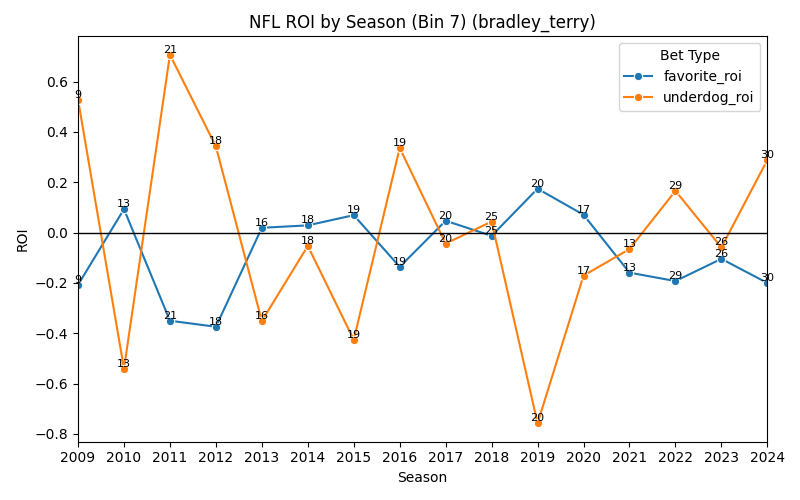 NFL ROI by Season (Bin 7) (bradley_terry)
Bet Type
favorite_roi
underdog_roi
ROI
0.6
0.4
0.2
0.0
−0.2
−0.4
−0.6
−0.8
9 13 21 18 16 18 19 19 20 25 20 17 13 29 26 30
9 13 21 18 16 18 19 19 20 25 20 17 13 29 26 30
2009 2010 2011 2012 2013 2014 2015 2016 2017 2018 2019 2020 2021 2022 2023 2024
Season